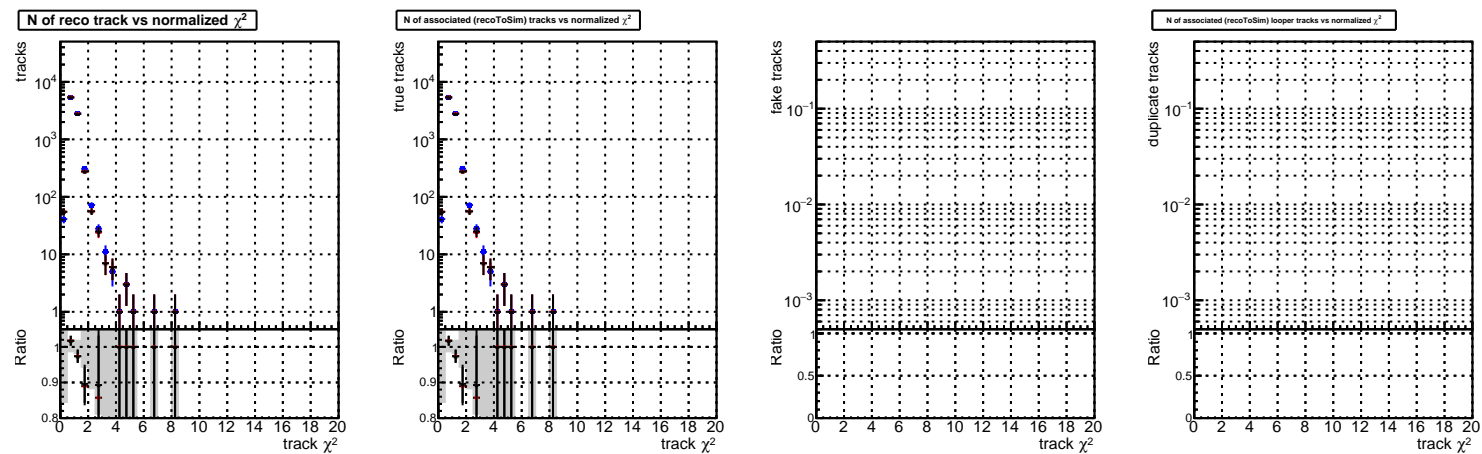 N of reco track vs normalized χ²
tracks
10⁴
10³
10²
10
1
Ratio
1
0.9
0.8
0 2 4 6 8 10 12 14 16 18 20
track χ²
N of associated (recoToSim) tracks vs normalized χ²
true tracks
10⁴
10³
10²
10
1
Ratio
1
0.9
0.8
0 2 4 6 8 10 12 14 16 18 20
track χ²
fake tracks
10⁻¹
10⁻²
10⁻³
Ratio
1
0.5
0
0 2 4 6 8 10 12 14 16 18 20
track χ²
N of associated (recoToSim) looper tracks vs normalized χ²
duplicate tracks
10⁻¹
10⁻²
10⁻³
Ratio
1
0.5
0
0 2 4 6 8 10 12 14 16 18 20
track χ²